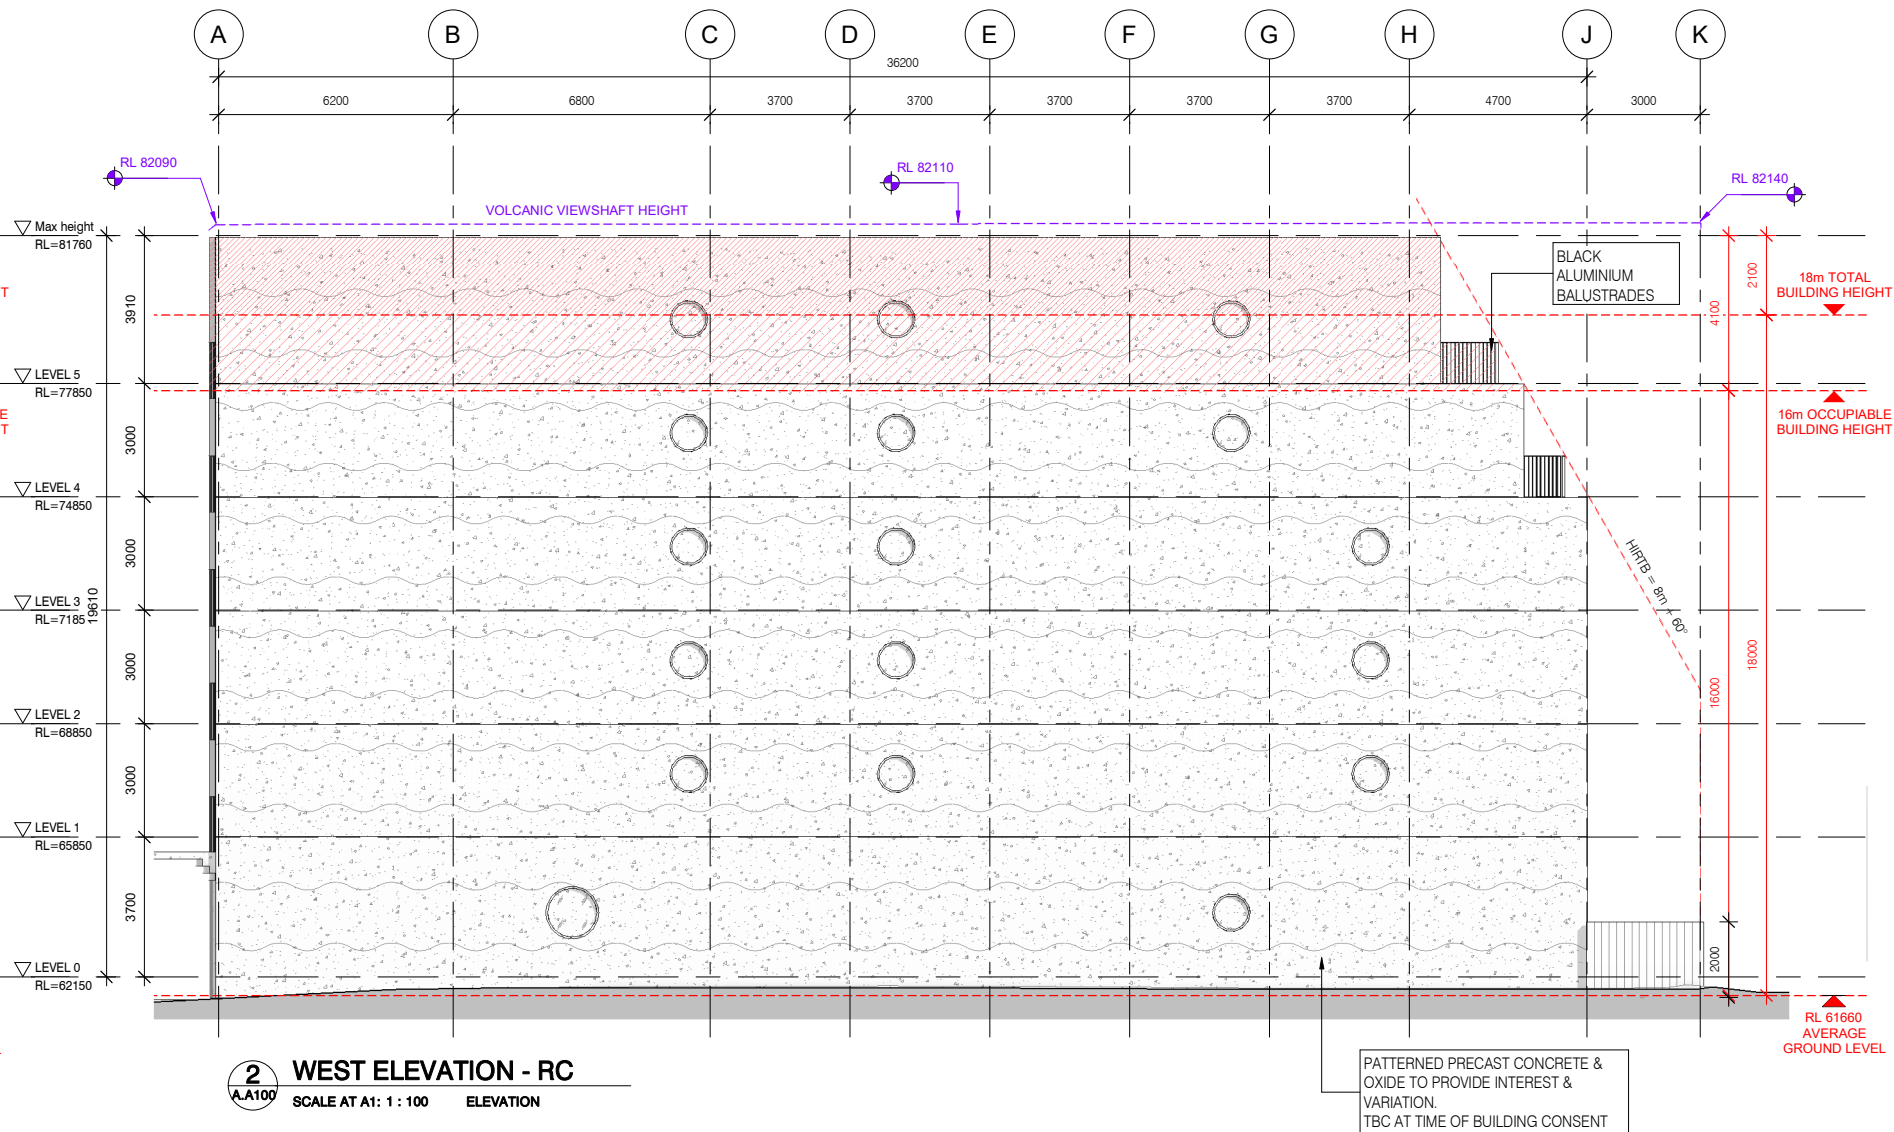 A B C D E F G H J K
36200
6200 6800 3700 3700 3700 3700 3700 4700 3000
RL 82090
RL 82110
RL 82140
VOLCANIC VIEWSHAFT HEIGHT
Max height
RL=81760
BLACK
ALUMINIUM
BALUSTRADES
2100
18m TOTAL
BUILDING HEIGHT
T
3910
4100
LEVEL 5
RL=77850
E
T
16m OCCUPIABLE
BUILDING HEIGHT
3000
LEVEL 4
RL=74850
3000
HIRTB = 8m + 60°
LEVEL 3
RL=7185
19610
3000
18000
16000
LEVEL 2
RL=68850
3000
LEVEL 1
RL=65850
3700
2000
LEVEL 0
RL=62150
RL 61660
AVERAGE
GROUND LEVEL
2
A.A100
WEST ELEVATION - RC
SCALE AT A1: 1 : 100 ELEVATION
PATTERNED PRECAST CONCRETE &
OXIDE TO PROVIDE INTEREST &
VARIATION.
TBC AT TIME OF BUILDING CONSENT